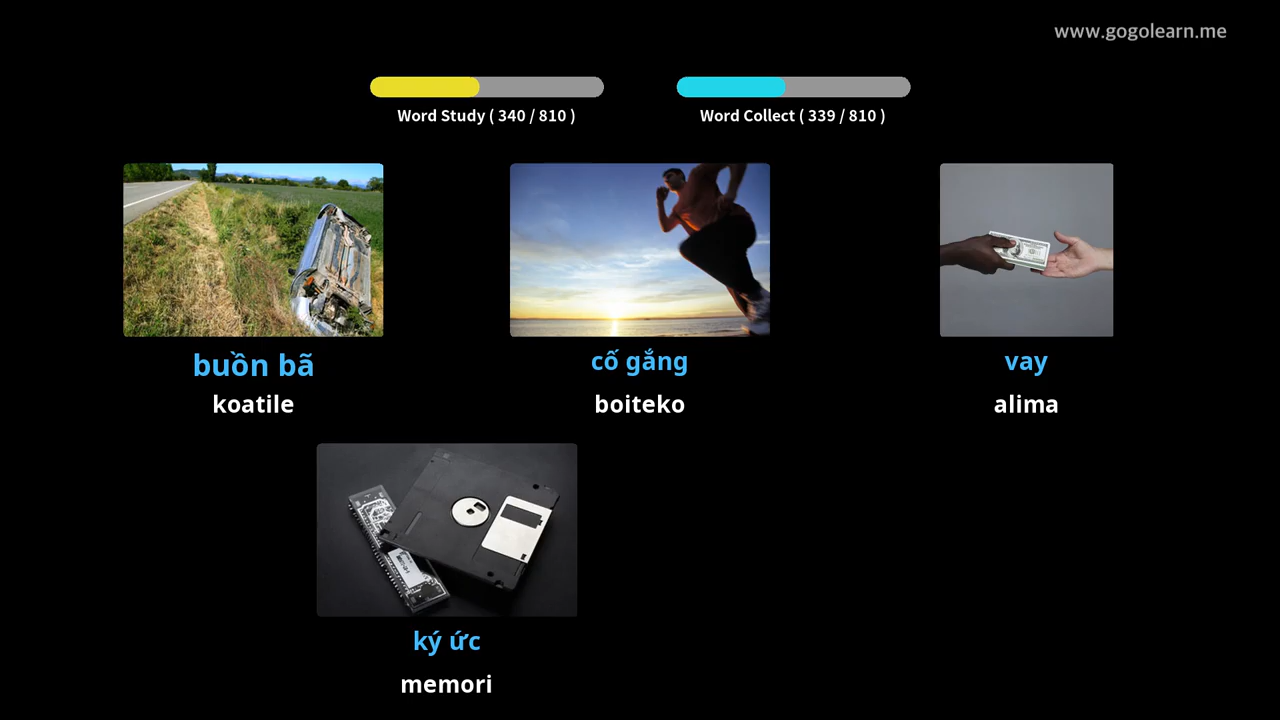 www.gogolearn.me
Word Study ( 340 / 810 )
Word Collect ( 339 / 810 )
buồn bã
koatile
cố gắng
boiteko
vay
alima
ký ức
memori